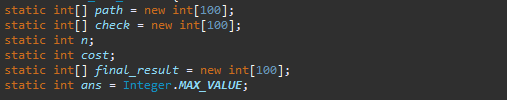 static int[] path = new int[100];
static int[] check = new int[100];
static int n;
static int cost;
static int[] final_result = new int[100];
static int ans = Integer.MAX_VALUE;